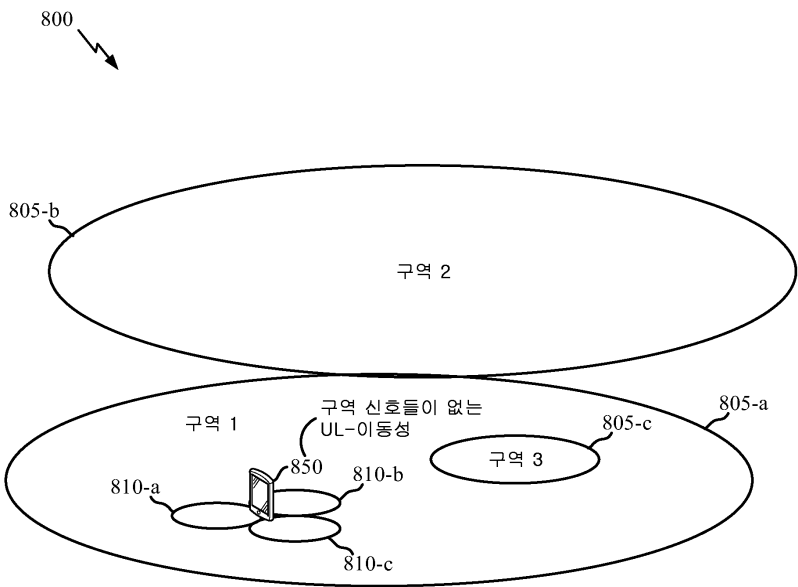 800
805-b
구역 2
구역 1
구역 신호들이 없는
UL-이동성
805-a
805-c
구역 3
850
810-b
810-a
810-c